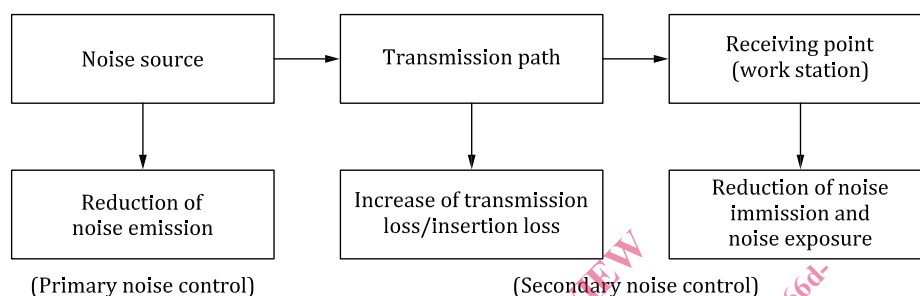 Noise source
Transmission path
Receiving point
(work station)
Reduction of
noise emission
Increase of transmission
loss/insertion loss
Reduction of noise
immission and
noise exposure
(Primary noise control)
(Secondary noise control)